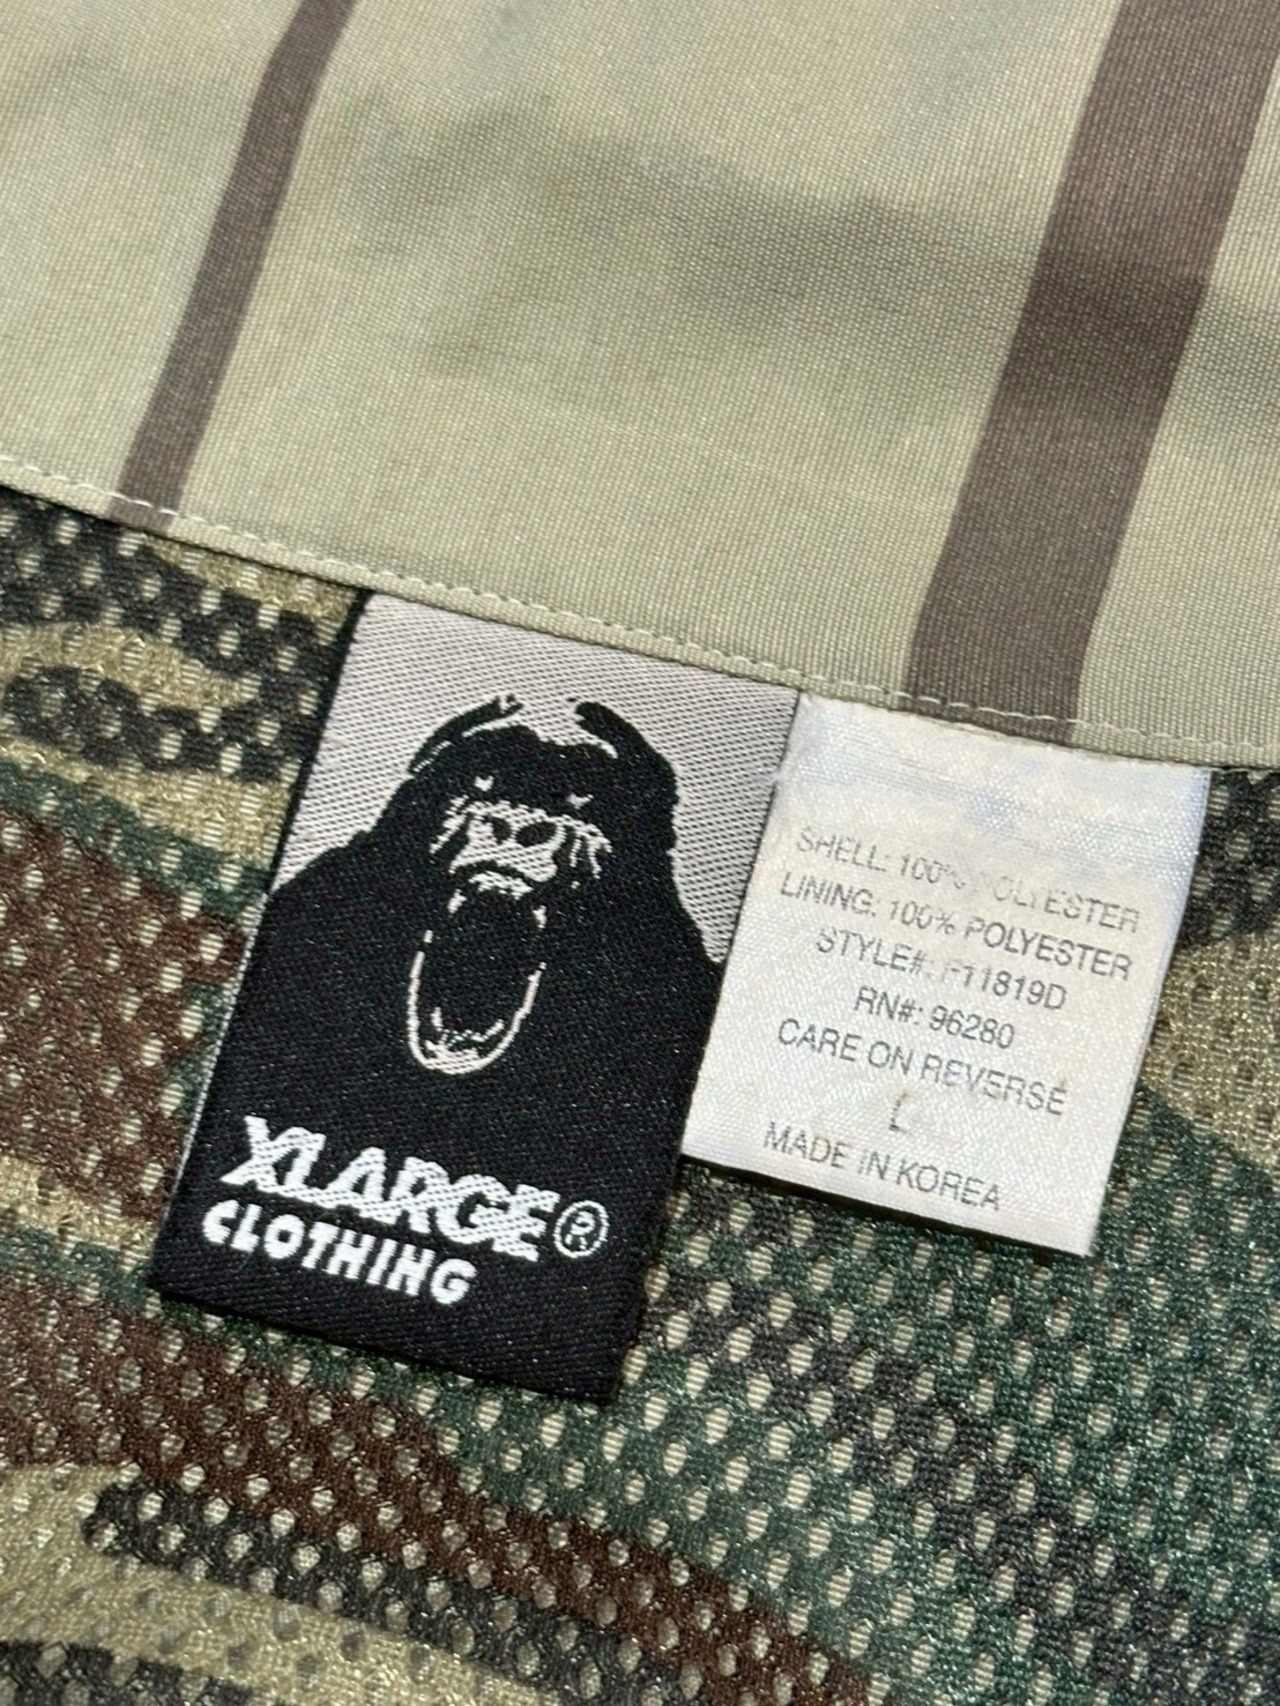 XLARGE®
CLOTHING
SHELL: 100% POLYESTER
LINING: 100% POLYESTER
STYLE#: F11819D
RN#: 96280
CARE ON REVERSE
L
MADE IN KOREA